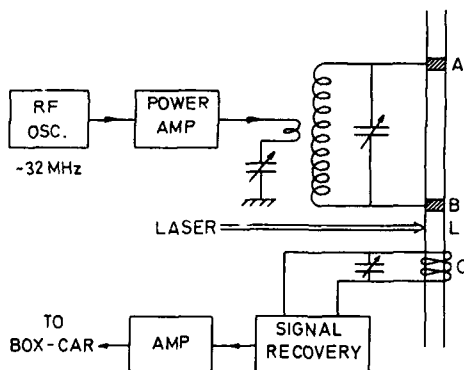 A
RF
OSC.
POWER
AMP
~32 MHz
B
LASER
L
C
TO
BOX-CAR
AMP
SIGNAL
RECOVERY